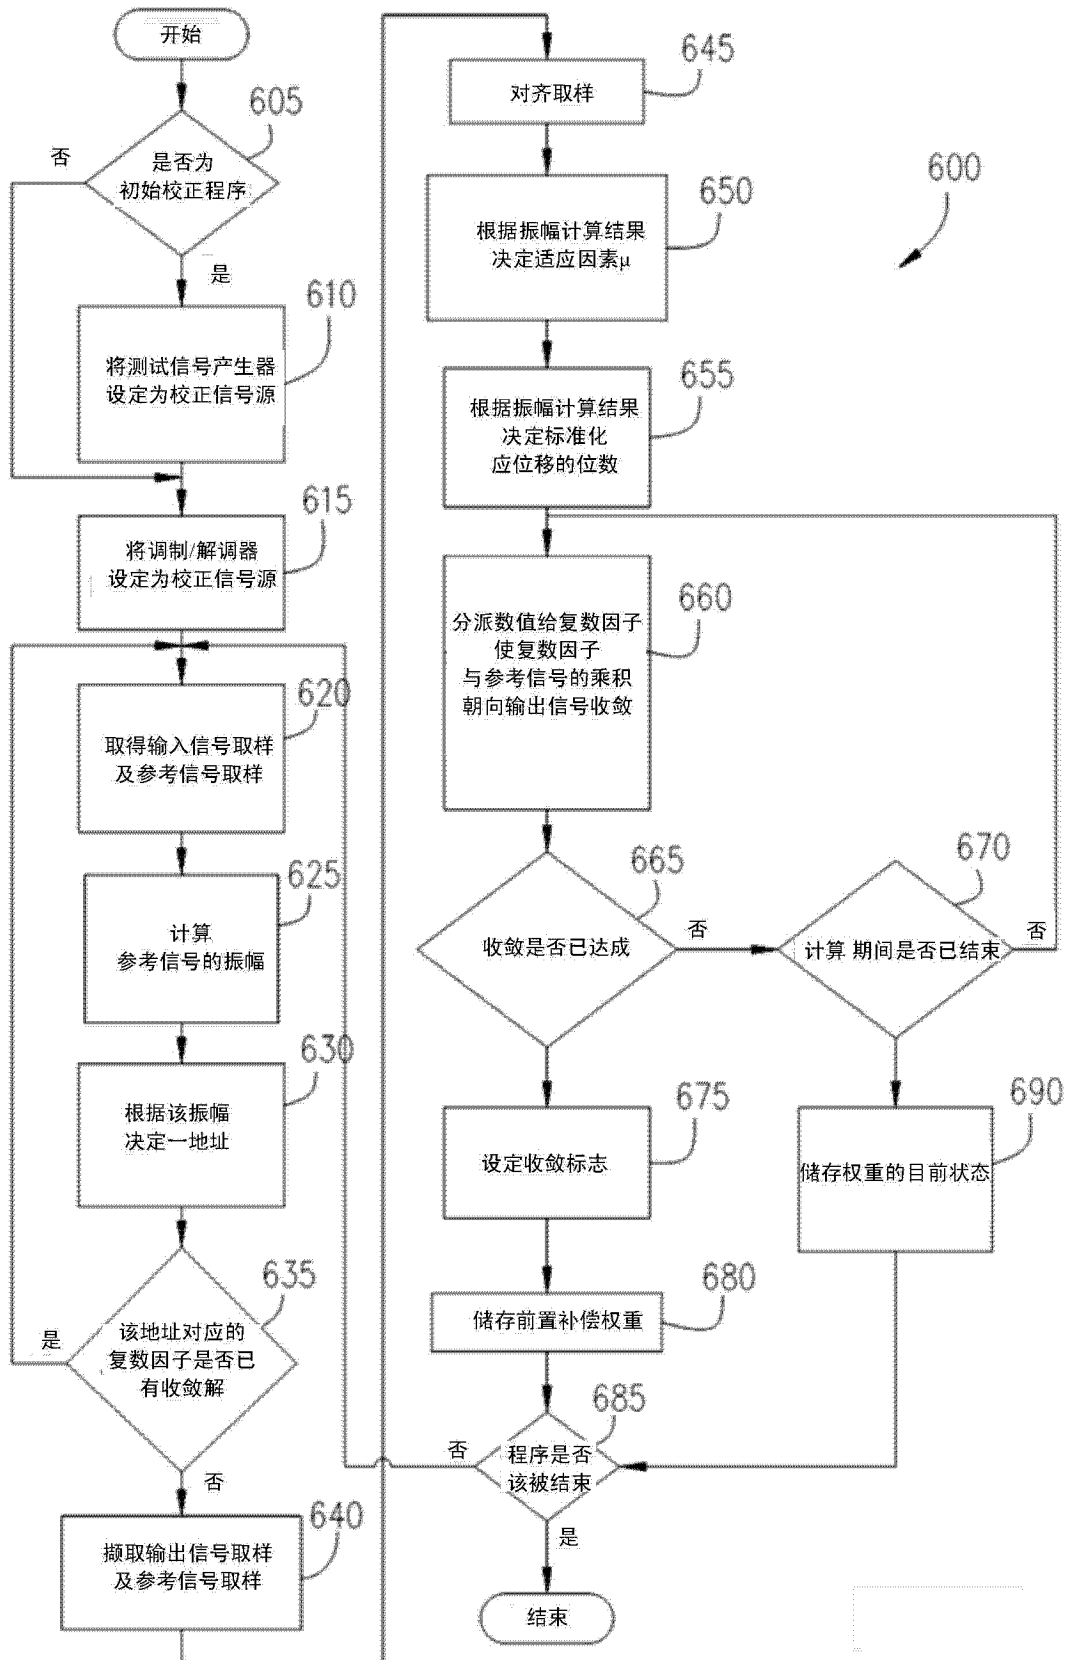 开始
605
否
是否为
初始校正程序
是
610
将测试信号产生器
设定为校正信号源
615
将调制/解调器
设定为校正信号源
620
取得输入信号取样
及参考信号取样
625
计算
参考信号的振幅
630
根据该振幅
决定一地址
635
是
该地址对应的
复数因子是否已
有收敛解
否
640
撷取输出信号取样
及参考信号取样
645
对齐取样
600
650
根据振幅计算结果
决定适应因素μ
655
根据振幅计算结果
决定标准化
应位移的位数
660
分派数值给复数因子
使复数因子
与参考信号的乘积
朝向输出信号收敛
665
收敛是否已达成
否
670
计算 期间是否已结束
否
675
设定收敛标志
690
储存权重的目前状态
680
储存前置补偿权重
685
否
程序是否
该被结束
是
结束